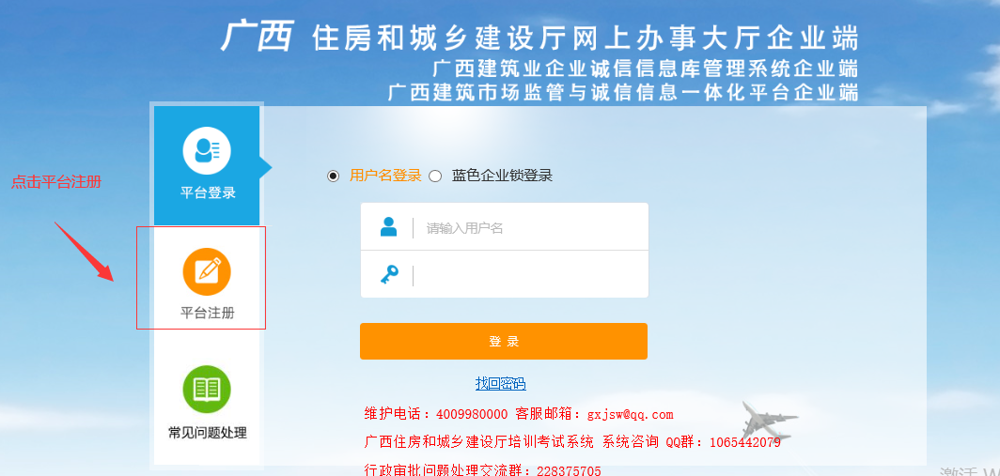 广西 住房和城乡建设厅网上办事大厅企业端
广西建筑业企业诚信信息库管理系统企业端
广西建筑市场监管与诚信信息一体化平台企业端
点击平台注册
平台登录
平台注册
常见问题处理
用户名登录 蓝色企业锁登录
请输入用户名
登 录
找回密码
维护电话：4009980000 客服邮箱：gxjsw@qq.com
广西住房和城乡建设厅培训考试系统 系统咨询 QQ群：1065442079
行政审批问题处理交流群：228375705
激活 W